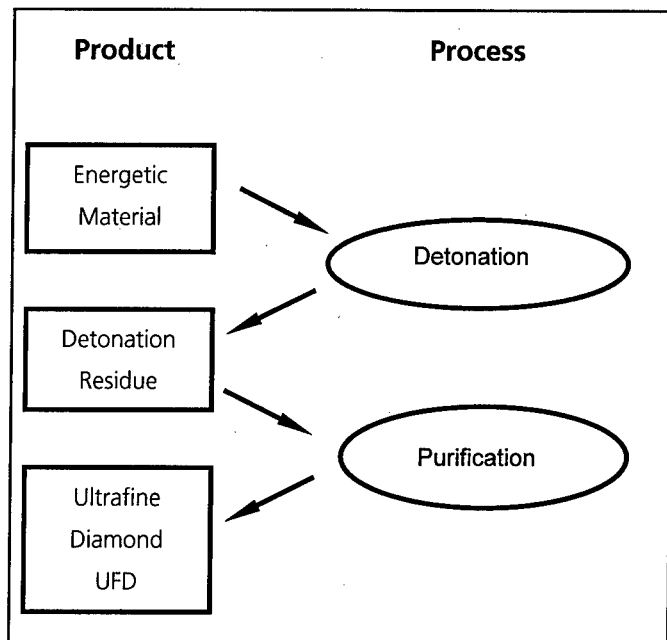 Product
Process
Energetic
Material
Detonation
Detonation
Residue
Purification
Ultrafine
Diamond
UFD